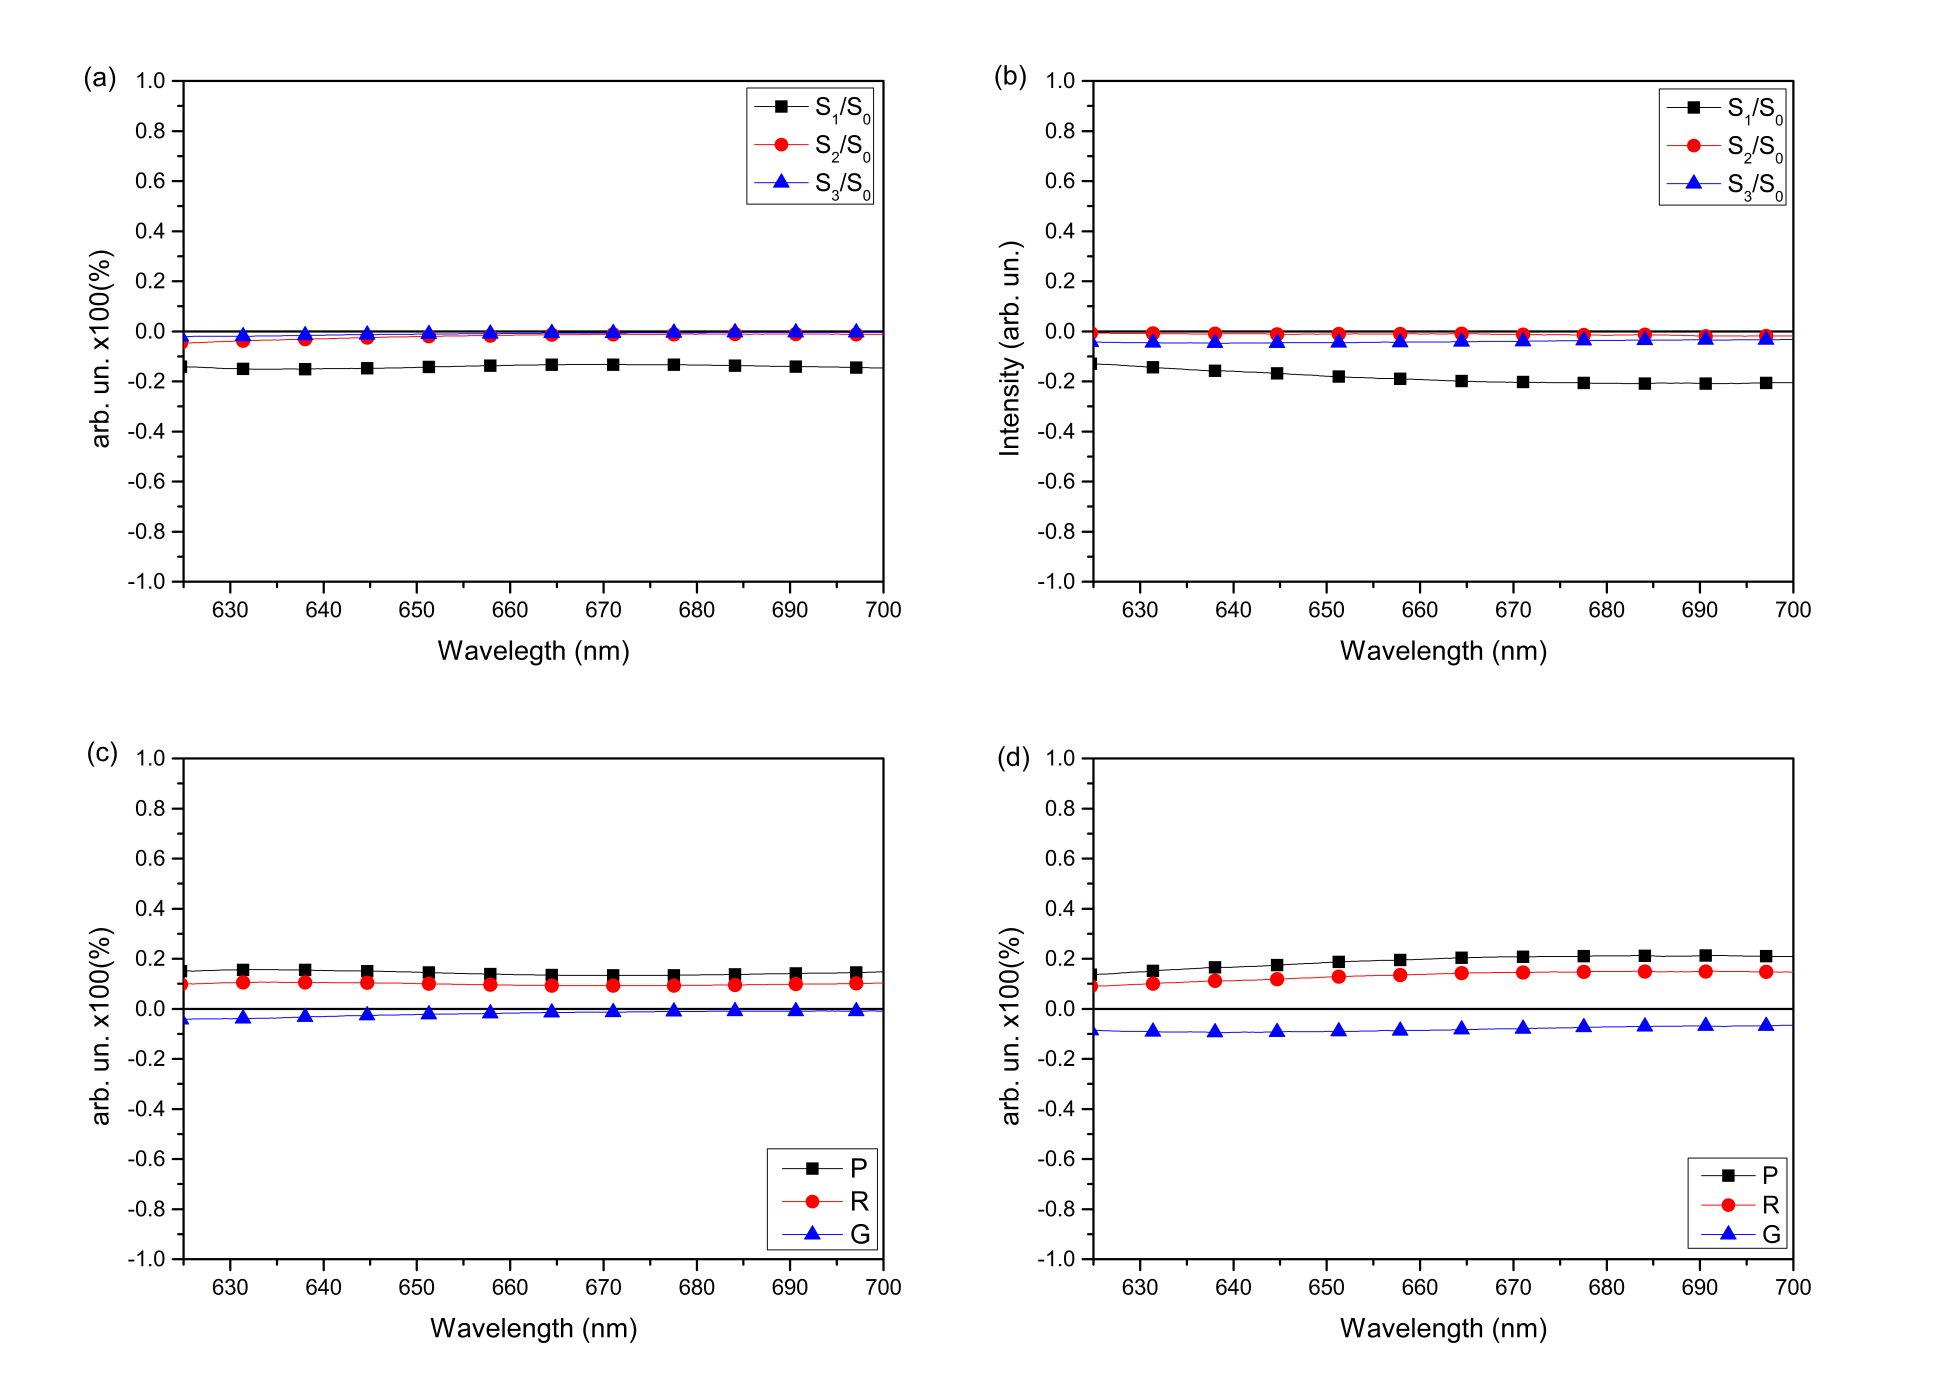 (a)
1.0
0.8
0.6
0.4
0.2
0.0
-0.2
-0.4
-0.6
-0.8
-1.0
arb. un. x100(%)
630 640 650 660 670 680 690 700
Wavelegth (nm)
S1/S0
S2/S0
S3/S0
(b)
1.0
0.8
0.6
0.4
0.2
0.0
-0.2
-0.4
-0.6
-0.8
-1.0
Intensity (arb. un.)
630 640 650 660 670 680 690 700
Wavelength (nm)
S1/S0
S2/S0
S3/S0
(c)
1.0
0.8
0.6
0.4
0.2
0.0
-0.2
-0.4
-0.6
-0.8
-1.0
arb. un. x100(%)
630 640 650 660 670 680 690 700
Wavelength (nm)
P
R
G
(d)
1.0
0.8
0.6
0.4
0.2
0.0
-0.2
-0.4
-0.6
-0.8
-1.0
arb. un. x100(%)
630 640 650 660 670 680 690 700
Wavelength (nm)
P
R
G